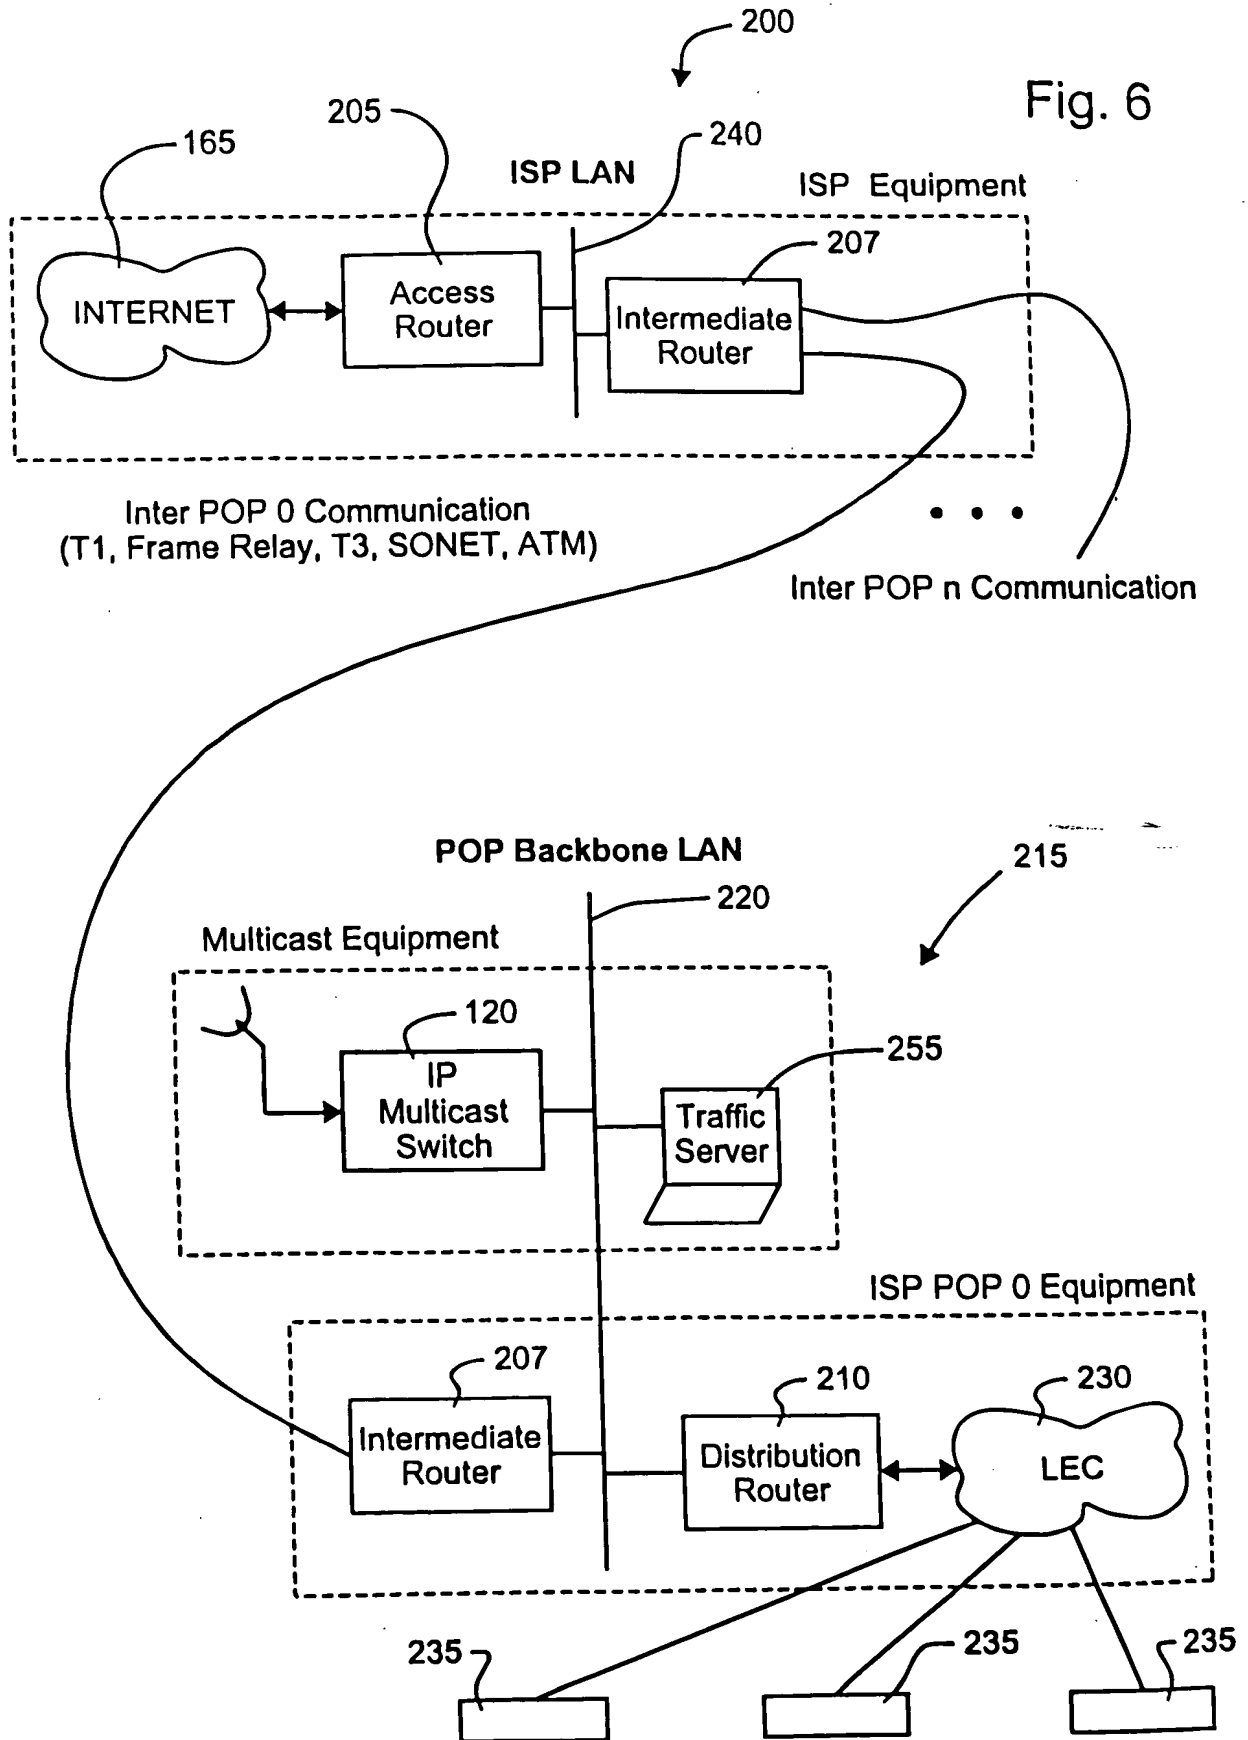 200
Fig. 6
205
240
165
ISP LAN
ISP Equipment
207
INTERNET
Access
Router
Intermediate
Router
Inter POP 0 Communication
(T1, Frame Relay, T3, SONET, ATM)
Inter POP n Communication
POP Backbone LAN
215
220
Multicast Equipment
120
255
IP
Multicast
Switch
Traffic
Server
ISP POP 0 Equipment
207
210
230
Intermediate
Router
Distribution
Router
LEC
235
235
235